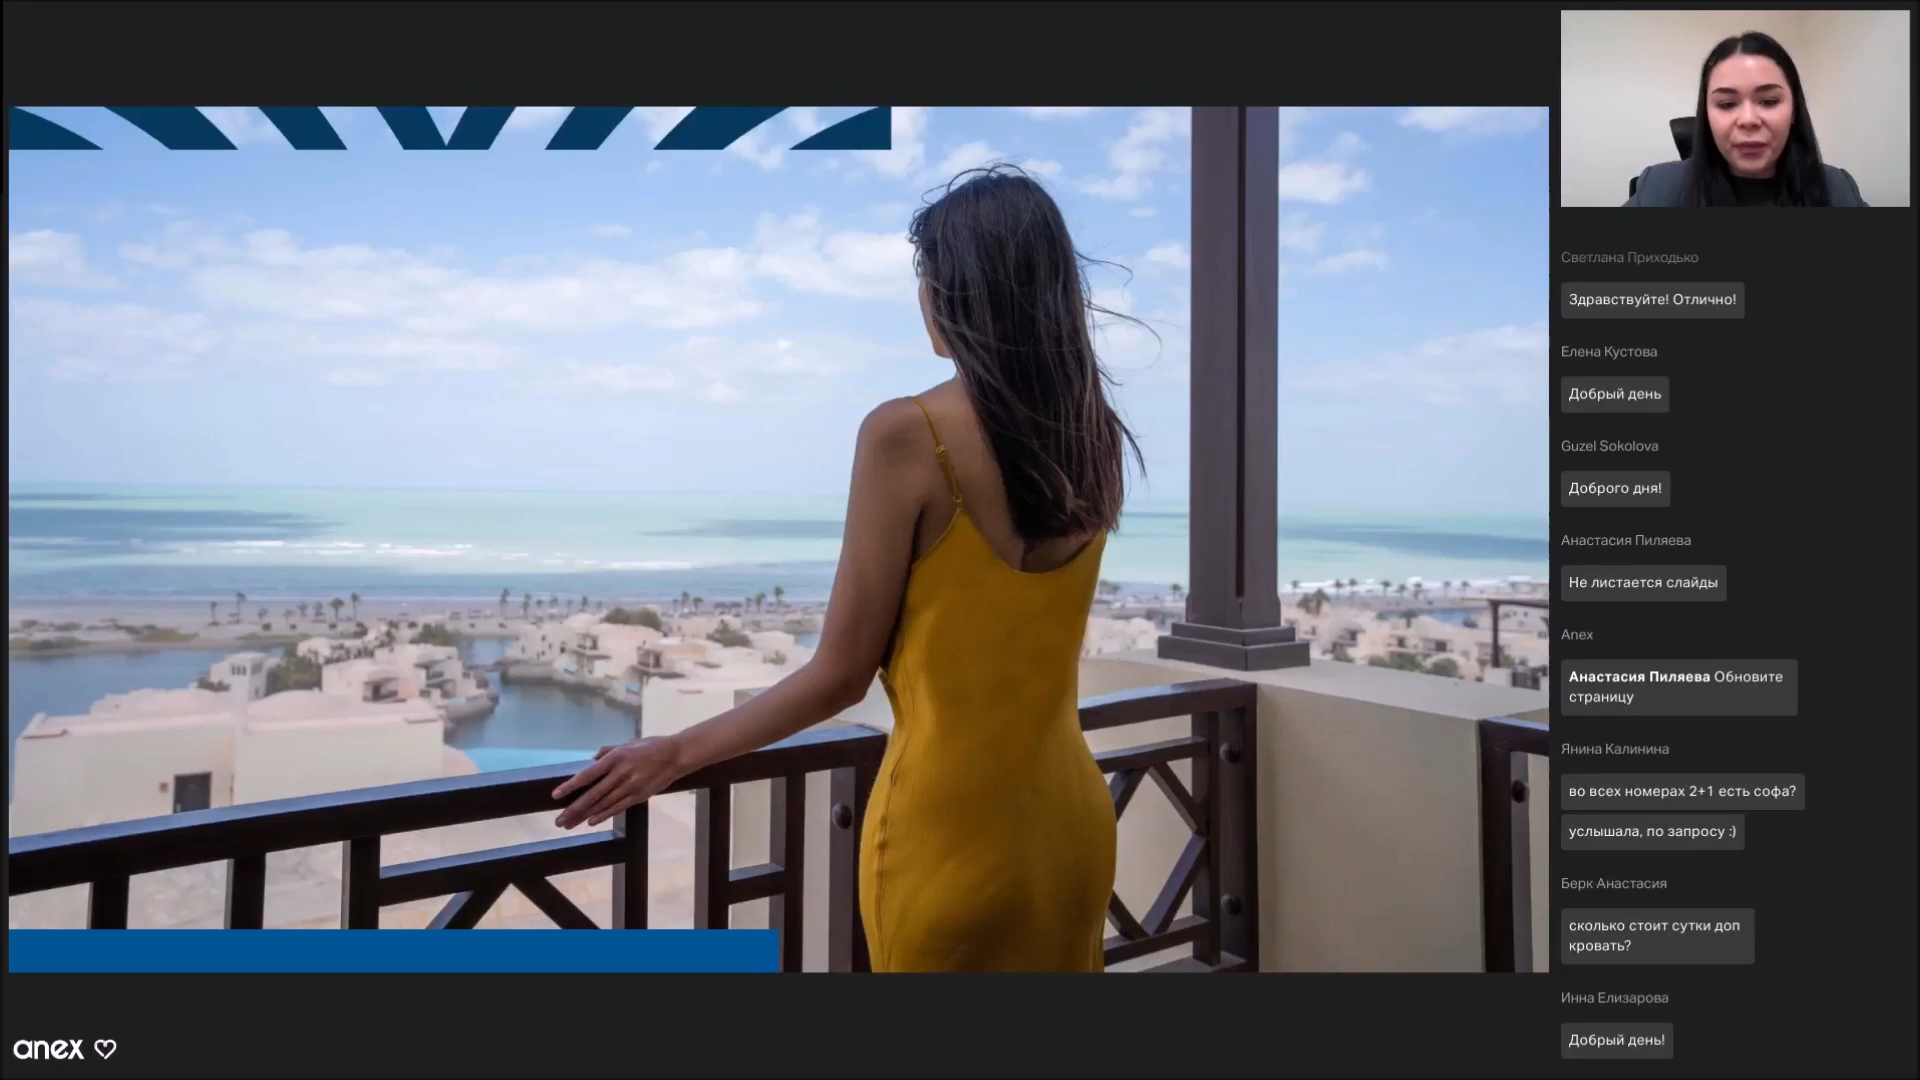 Светлана Приходько
Здравствуйте! Отлично!
Елена Кустова
Добрый день
Guzel Sokolova
Доброго дня!
Анастасия Пиляева
Не листается слайды
Anex
Анастасия Пиляева Обновите
страницу
Янина Калинина
во всех номерах 2+1 есть софа?
услышала, по запросу :)
Берк Анастасия
сколько стоит сутки доп
кровать?
Инна Елизарова
Добрый день!
anex